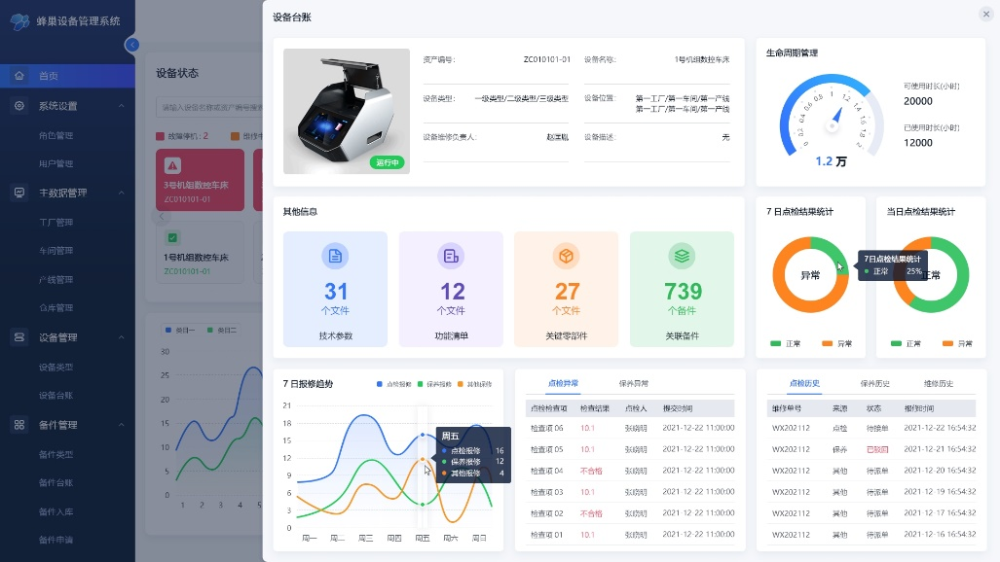 蜂巢设备管理系统
首页
系统设置
角色管理
用户管理
主数据管理
工厂管理
车间管理
产线管理
仓库管理
设备管理
设备类型
设备台账
备件管理
备件类型
备件台账
备件入库
备件申请
设备状态
故障停机: 2
3号机组数控车床
ZC010101-01
1号机组数控车床
ZC010101-01
类目一 类目二
30
25
20
15
10
5
0
1 2 3 4 5
设备台账
运行中
资产编号: ZC010101-01
设备名称: 1号机组数控车床
设备类型: 一级类型/二级类型/三级类型
设备位置: 第一工厂/第一车间/第一产线
第一工厂/第一车间/第一产线
设备维修负责人: 赵匡胤
设备描述: 无
生命周期管理
0 0.2 0.4 0.6 0.8 1 1.2 1.4 1.6 1.8 2
1.2 万
可使用时长(小时)
20000
已使用时长(小时)
12000
其他信息
31
个文件
技术参数
12
个文件
功能清单
27
个文件
关键零部件
739
个备件
关联备件
7 日点检结果统计
异常
正常 异常
7日点检结果统计
正常 25%
当日点检结果统计
正常
正常 异常
7 日报修趋势
点检报修 保养报修 其他报修
21
18
15
12
9
6
3
0
周一 周二 周三 周四 周五 周六 周日
周五
点检报修 16
保养报修 12
其他报修 4
点检异常 保养异常
点检检查项 检查结果 点检人 提交时间
检查项 06 10.1 张晓明 2021-12-22 11:00:00
检查项 05 10.1 张晓明 2021-12-22 11:00:00
检查项 04 不合格 张晓明 2021-12-22 11:00:00
检查项 03 10.1 张晓明 2021-12-22 11:00:00
检查项 02 不合格 张晓明 2021-12-22 11:00:00
检查项 01 10.1 张晓明 2021-12-22 11:00:00
点检历史 保养历史 维修历史
维修单号 来源 状态 报修时间
WX202112 点检 待接单 2021-12-22 16:54:32
WX202112 保养 已驳回 2021-12-21 16:54:32
WX202112 其他 待派单 2021-12-20 16:54:32
WX202112 其他 待派单 2021-12-19 16:54:32
WX202112 其他 待派单 2021-12-17 16:54:32
WX202112 其他 待派单 2021-12-16 16:54:32